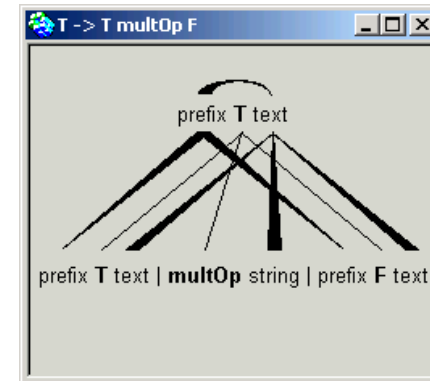 T -> T multOp F
prefix T text
prefix T text | multOp string | prefix F text